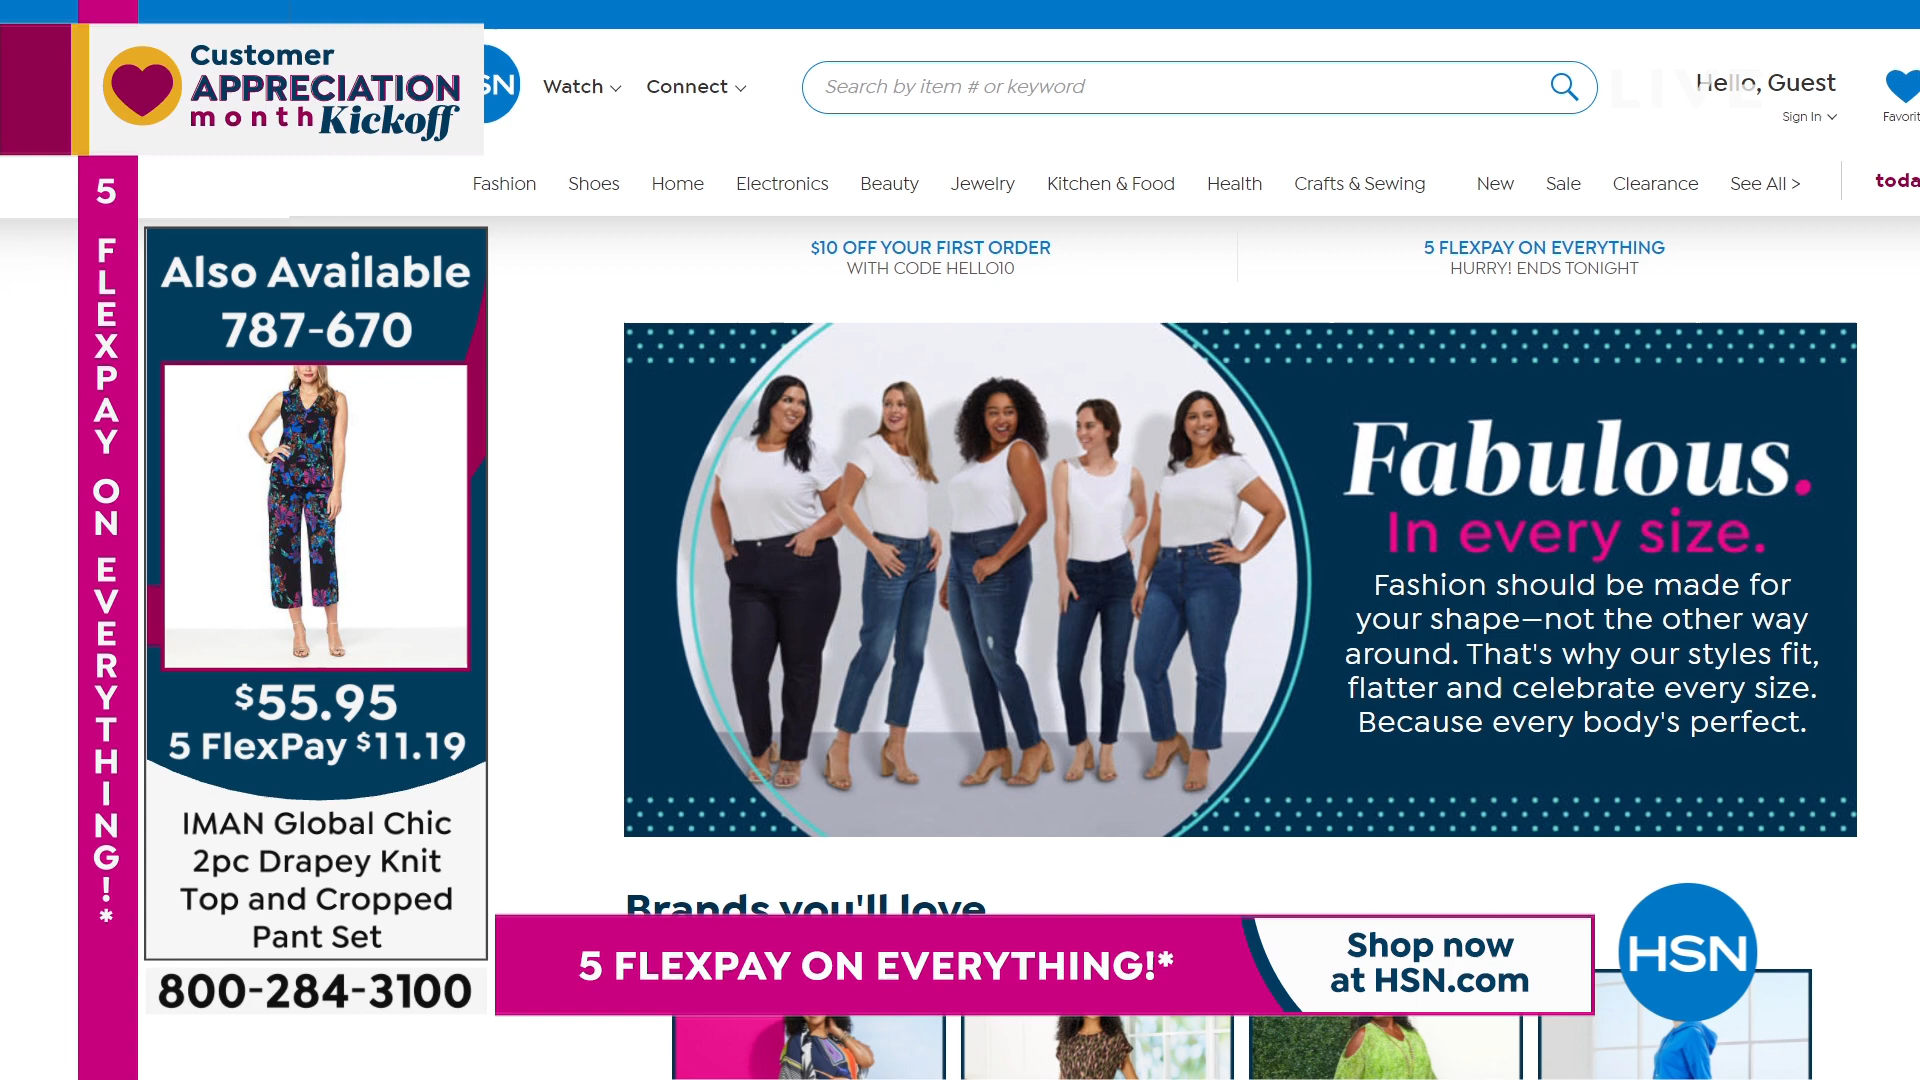 Customer
APPRECIATION
month Kickoff
5 FLEXPAY ON EVERYTHING!*
Also Available
787-670
$55.95
5 FlexPay $11.19
IMAN Global Chic
2pc Drapey Knit
Top and Cropped
Pant Set
800-284-3100
Watch
Connect
Search by item # or keyword
LIVE
Hello, Guest
Sign In
Fashion Shoes Home Electronics Beauty Jewelry Kitchen & Food Health Crafts & Sewing New Sale Clearance See All >
$10 OFF YOUR FIRST ORDER
WITH CODE HELLO10
5 FLEXPAY ON EVERYTHING
HURRY! ENDS TONIGHT
Fabulous.
In every size.
Fashion should be made for
your shape—not the other way
around. That's why our styles fit,
flatter and celebrate every size.
Because every body's perfect.
Brands you'll love
5 FLEXPAY ON EVERYTHING!*
Shop now
at HSN.com
HSN